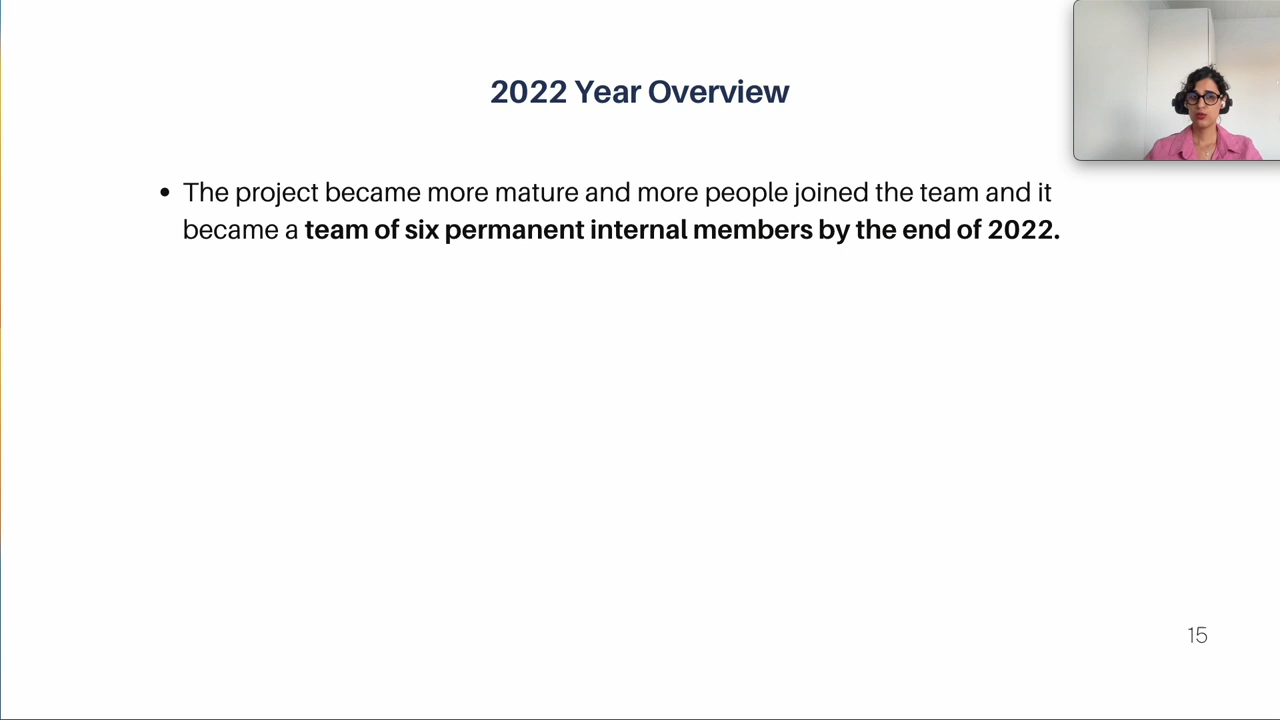 2022 Year Overview
• The project became more mature and more people joined the team and it
became a team of six permanent internal members by the end of 2022.
15